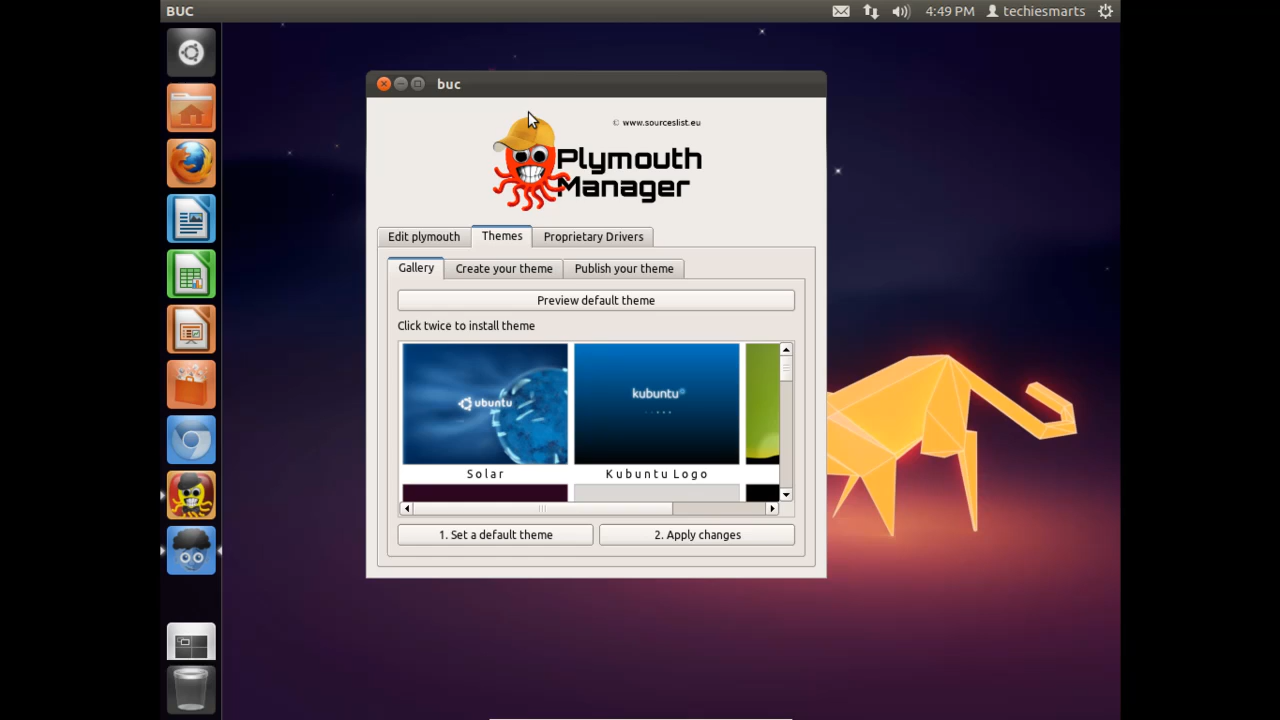 BUC
4:49 PM
techiesmarts
buc
© www.sourceslist.eu
Plymouth
Manager
Edit plymouth
Themes
Proprietary Drivers
Gallery
Create your theme
Publish your theme
Preview default theme
Click twice to install theme
ubuntu
kubuntu
Solar
Kubuntu Logo
1. Set a default theme
2. Apply changes